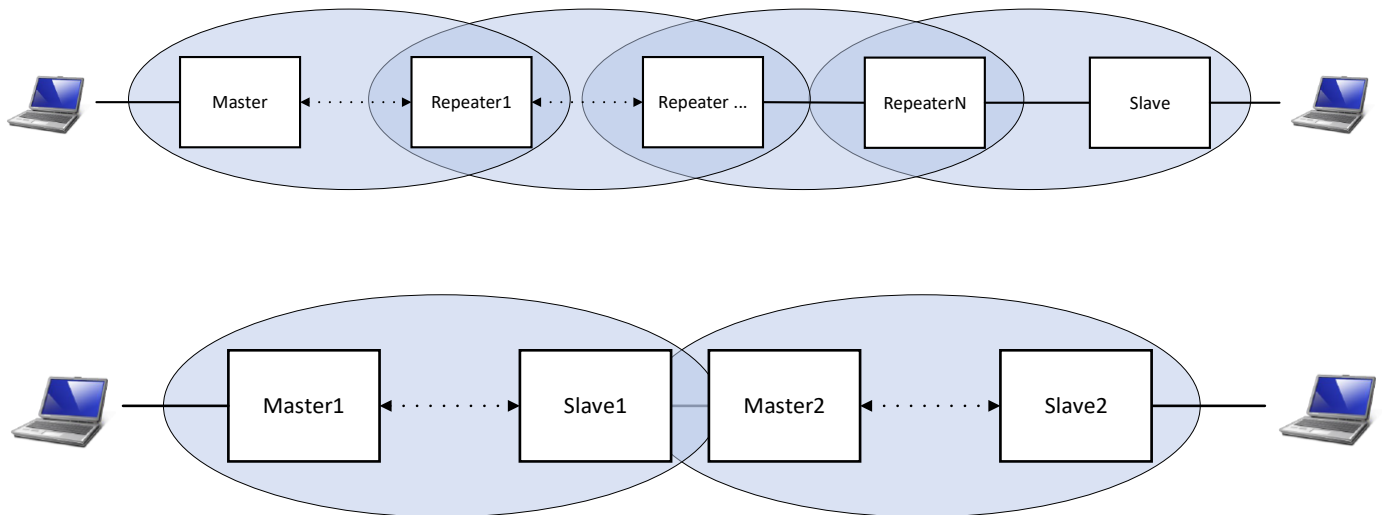 Master
Repeater1
Repeater ...
RepeaterN
Slave
Master1
Slave1
Master2
Slave2